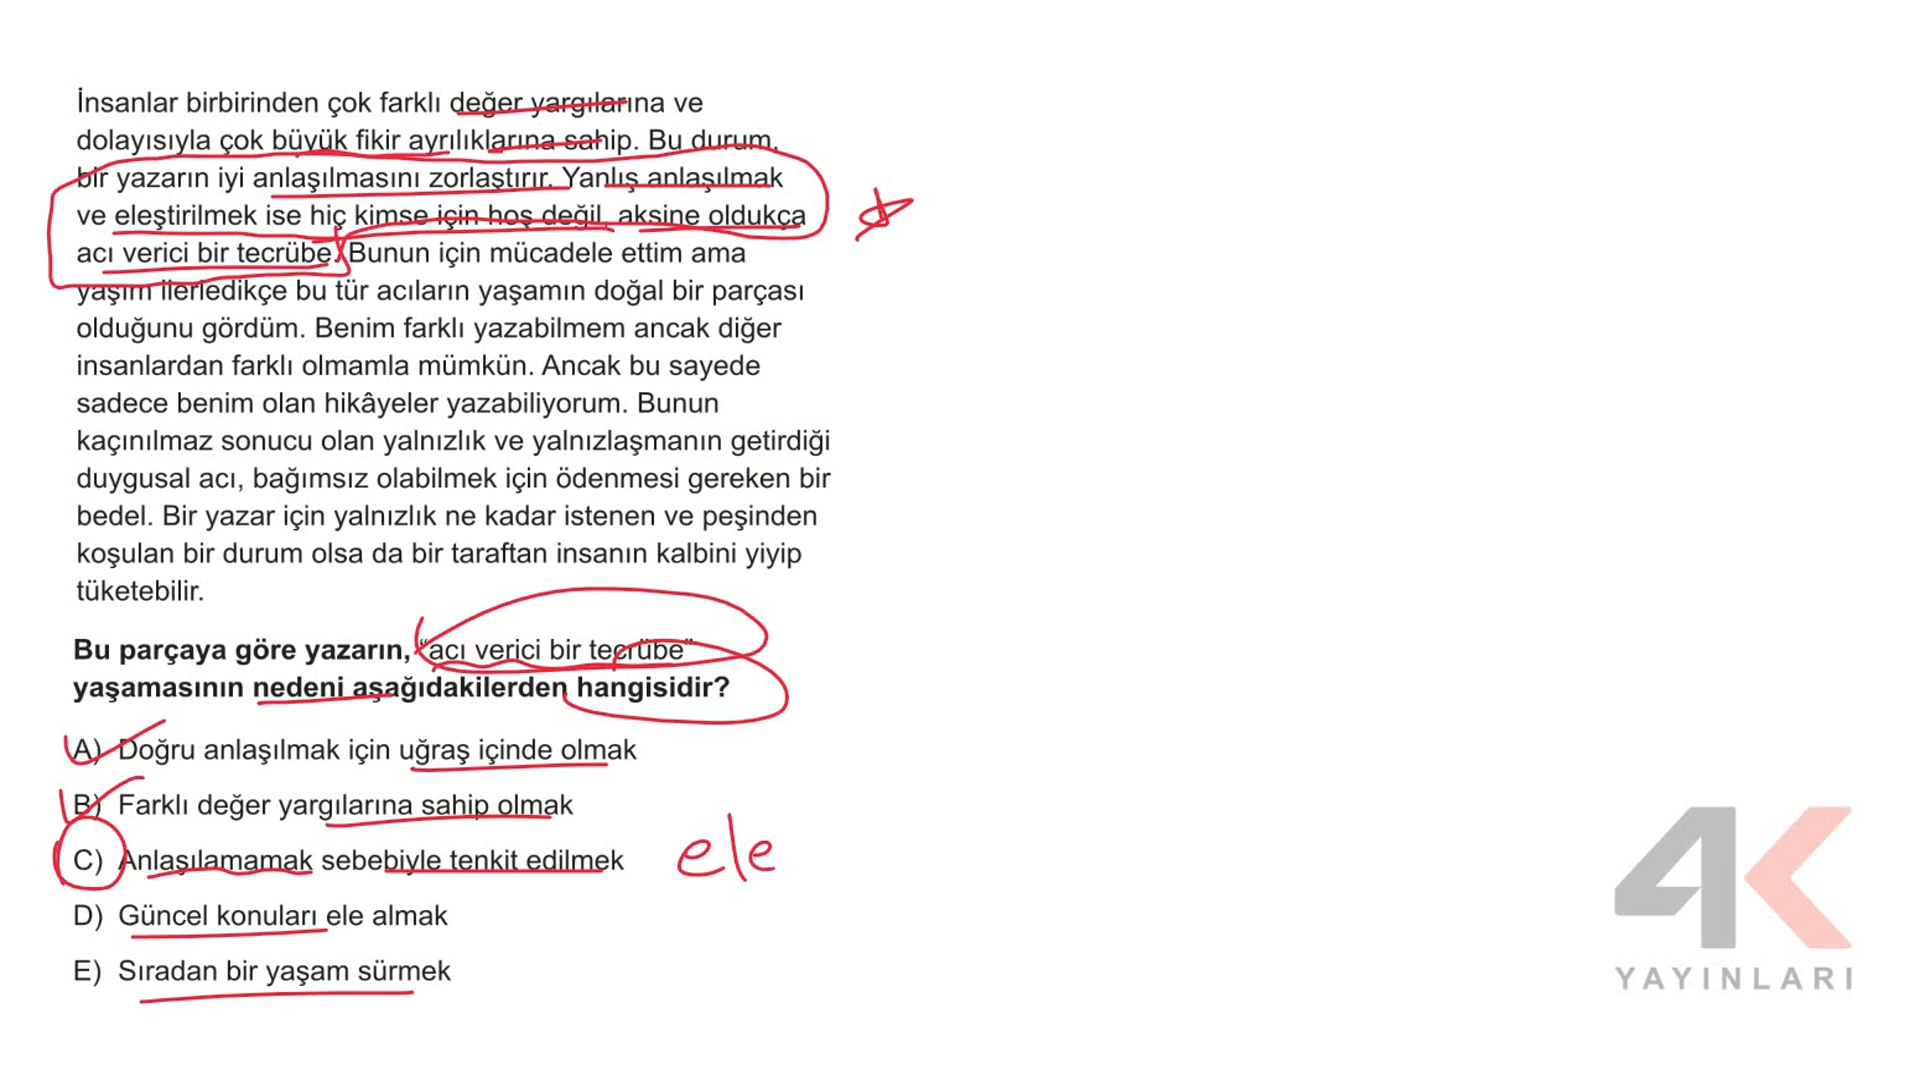 İnsanlar birbirinden çok farklı değer yargılarına ve
dolayısıyla çok büyük fikir ayrılıklarına sahip. Bu durum,
bir yazarın iyi anlaşılmasını zorlaştırır. Yanlış anlaşılmak
ve eleştirilmek ise hiç kimse için hoş değil, aksine oldukça
acı verici bir tecrübe. Bunun için mücadele ettim ama
yaşım ilerledikçe bu tür acıların yaşamın doğal bir parçası
olduğunu gördüm. Benim farklı yazabilmem ancak diğer
insanlardan farklı olmamla mümkün. Ancak bu sayede
sadece benim olan hikâyeler yazabiliyorum. Bunun
kaçınılmaz sonucu olan yalnızlık ve yalnızlaşmanın getirdiği
duygusal acı, bağımsız olabilmek için ödenmesi gereken bir
bedel. Bir yazar için yalnızlık ne kadar istenen ve peşinden
koşulan bir durum olsa da bir taraftan insanın kalbini yiyip
tüketebilir.
Bu parçaya göre yazarın, “acı verici bir tecrübe”
yaşamasının nedeni aşağıdakilerden hangisidir?
A) Doğru anlaşılmak için uğraş içinde olmak
B) Farklı değer yargılarına sahip olmak
C) Anlaşılamamak sebebiyle tenkit edilmek ele
D) Güncel konuları ele almak
E) Sıradan bir yaşam sürmek
4K
YAYINLARI